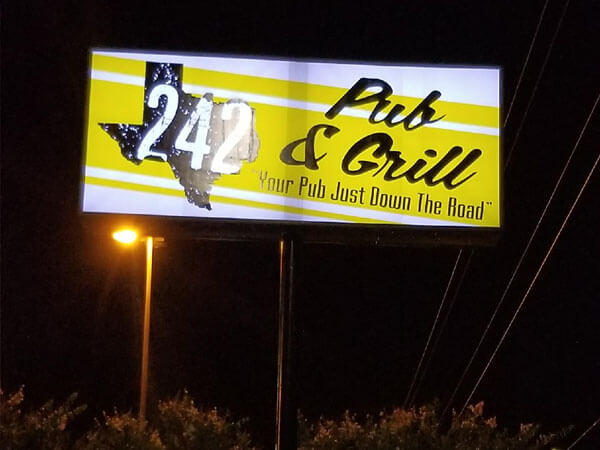 242
Pub
& Grill
"Your Pub Just Down The Road"